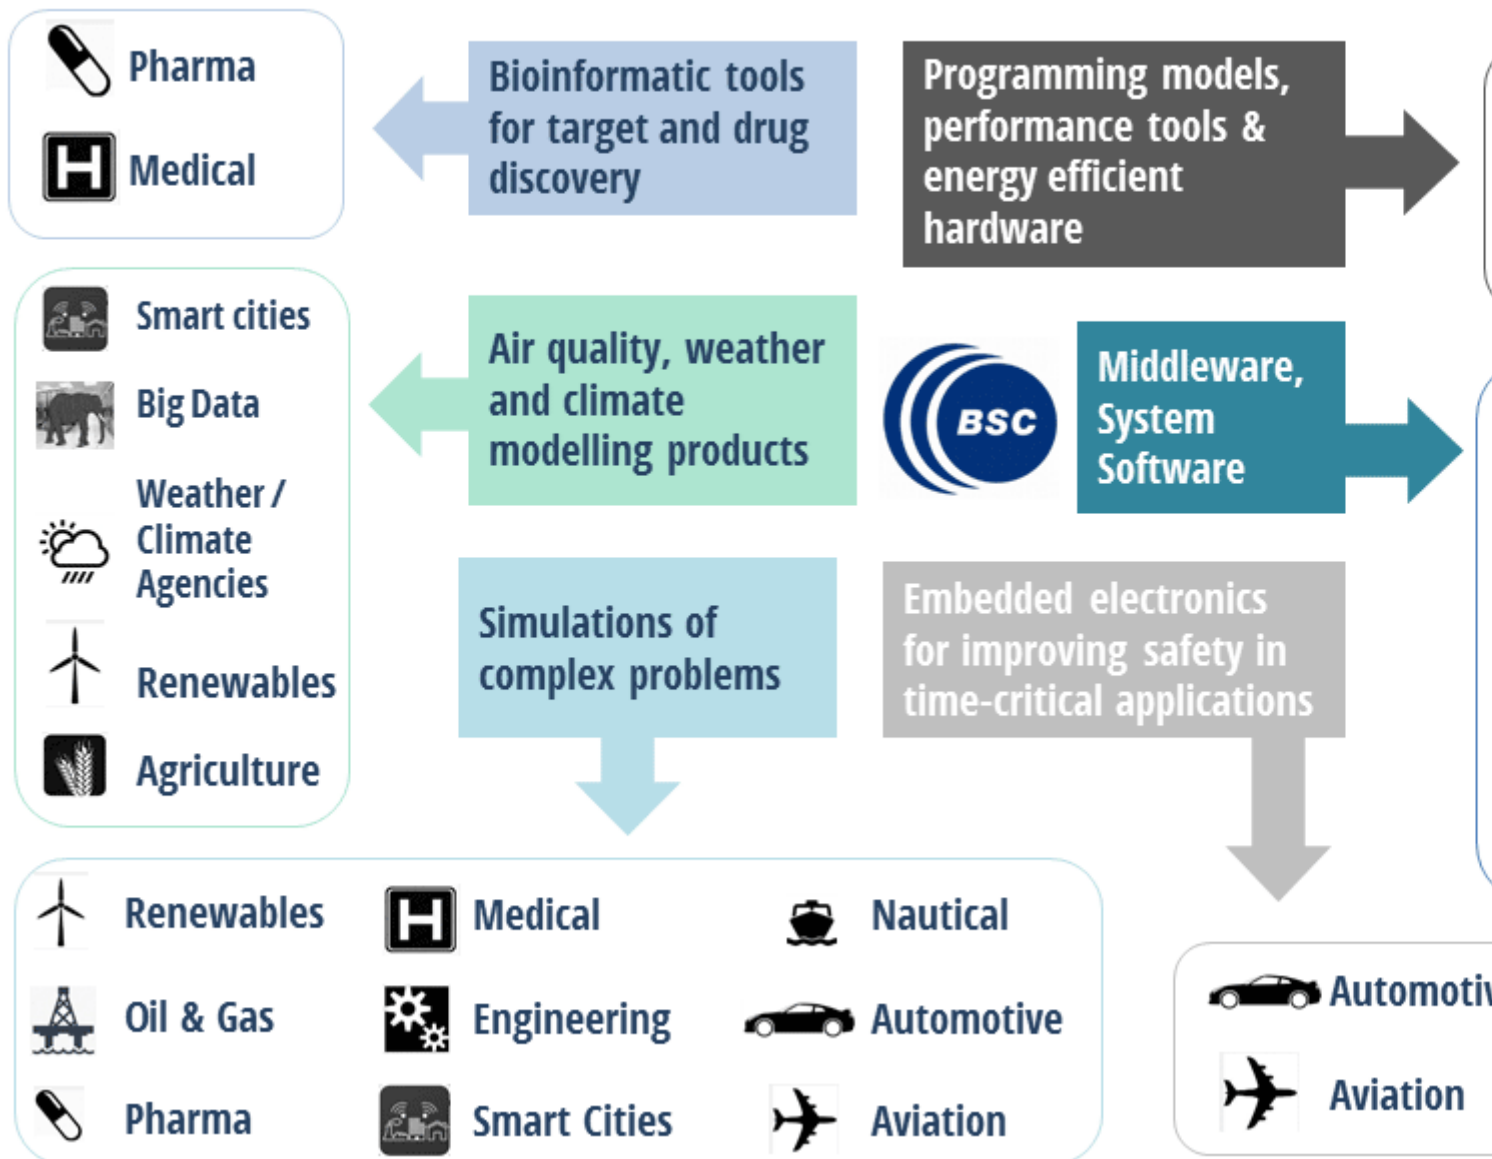 Pharma
Medical
Bioinformatic tools
for target and drug
discovery
Programming models,
performance tools &
energy efficient
hardware
Smart cities
Big Data
Weather /
Climate
Agencies
Renewables
Agriculture
Air quality, weather
and climate
modelling products
BSC
Middleware,
System
Software
Simulations of
complex problems
Embedded electronics
for improving safety in
time-critical applications
Renewables
Oil & Gas
Pharma
H
Medical
Engineering
Smart Cities
Nautical
Automotive
Aviation
Automotiv
Aviation